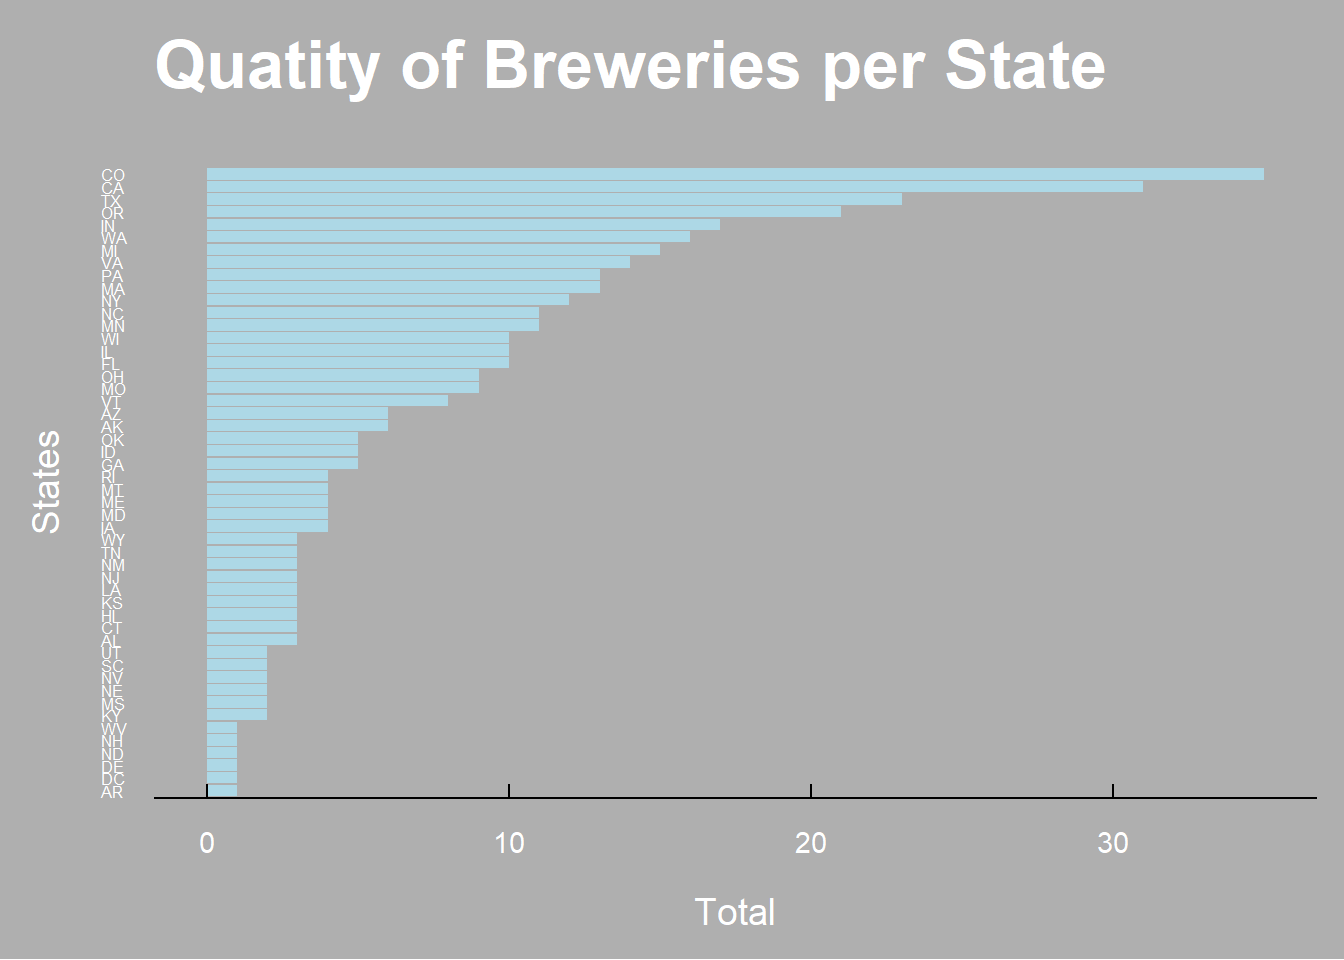 Quatity of Breweries per State
CO
CA
TX
OR
IN
WA
MI
VA
PA
MA
NY
NC
MN
WI
IL
FL
OH
MO
VT
AZ
AK
OK
ID
GA
RI
MT
ME
MD
IA
WY
TN
NM
NJ
LA
KS
HI
CT
AL
UT
SC
NV
NE
MS
KY
WV
NH
ND
DE
DC
AR
States
0 10 20 30
Total